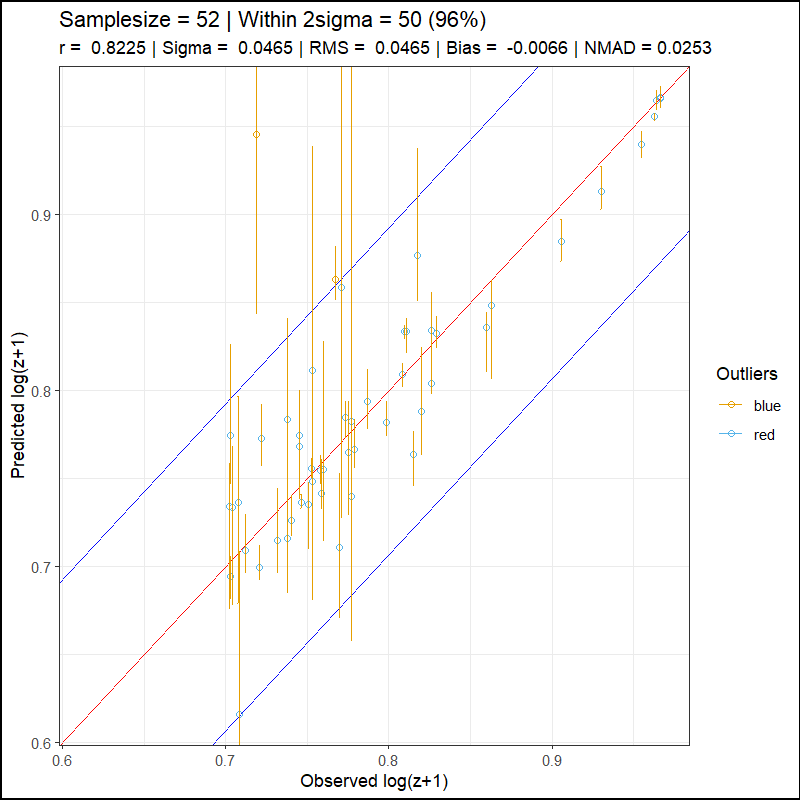 Samplesize = 52 | Within 2sigma = 50 (96%)
r = 0.8225 | Sigma = 0.0465 | RMS = 0.0465 | Bias = -0.0066 | NMAD = 0.0253
Predicted log(z+1)
0.9
0.8
0.7
0.6
0.6 0.7 0.8 0.9
Observed log(z+1)
Outliers
blue
red